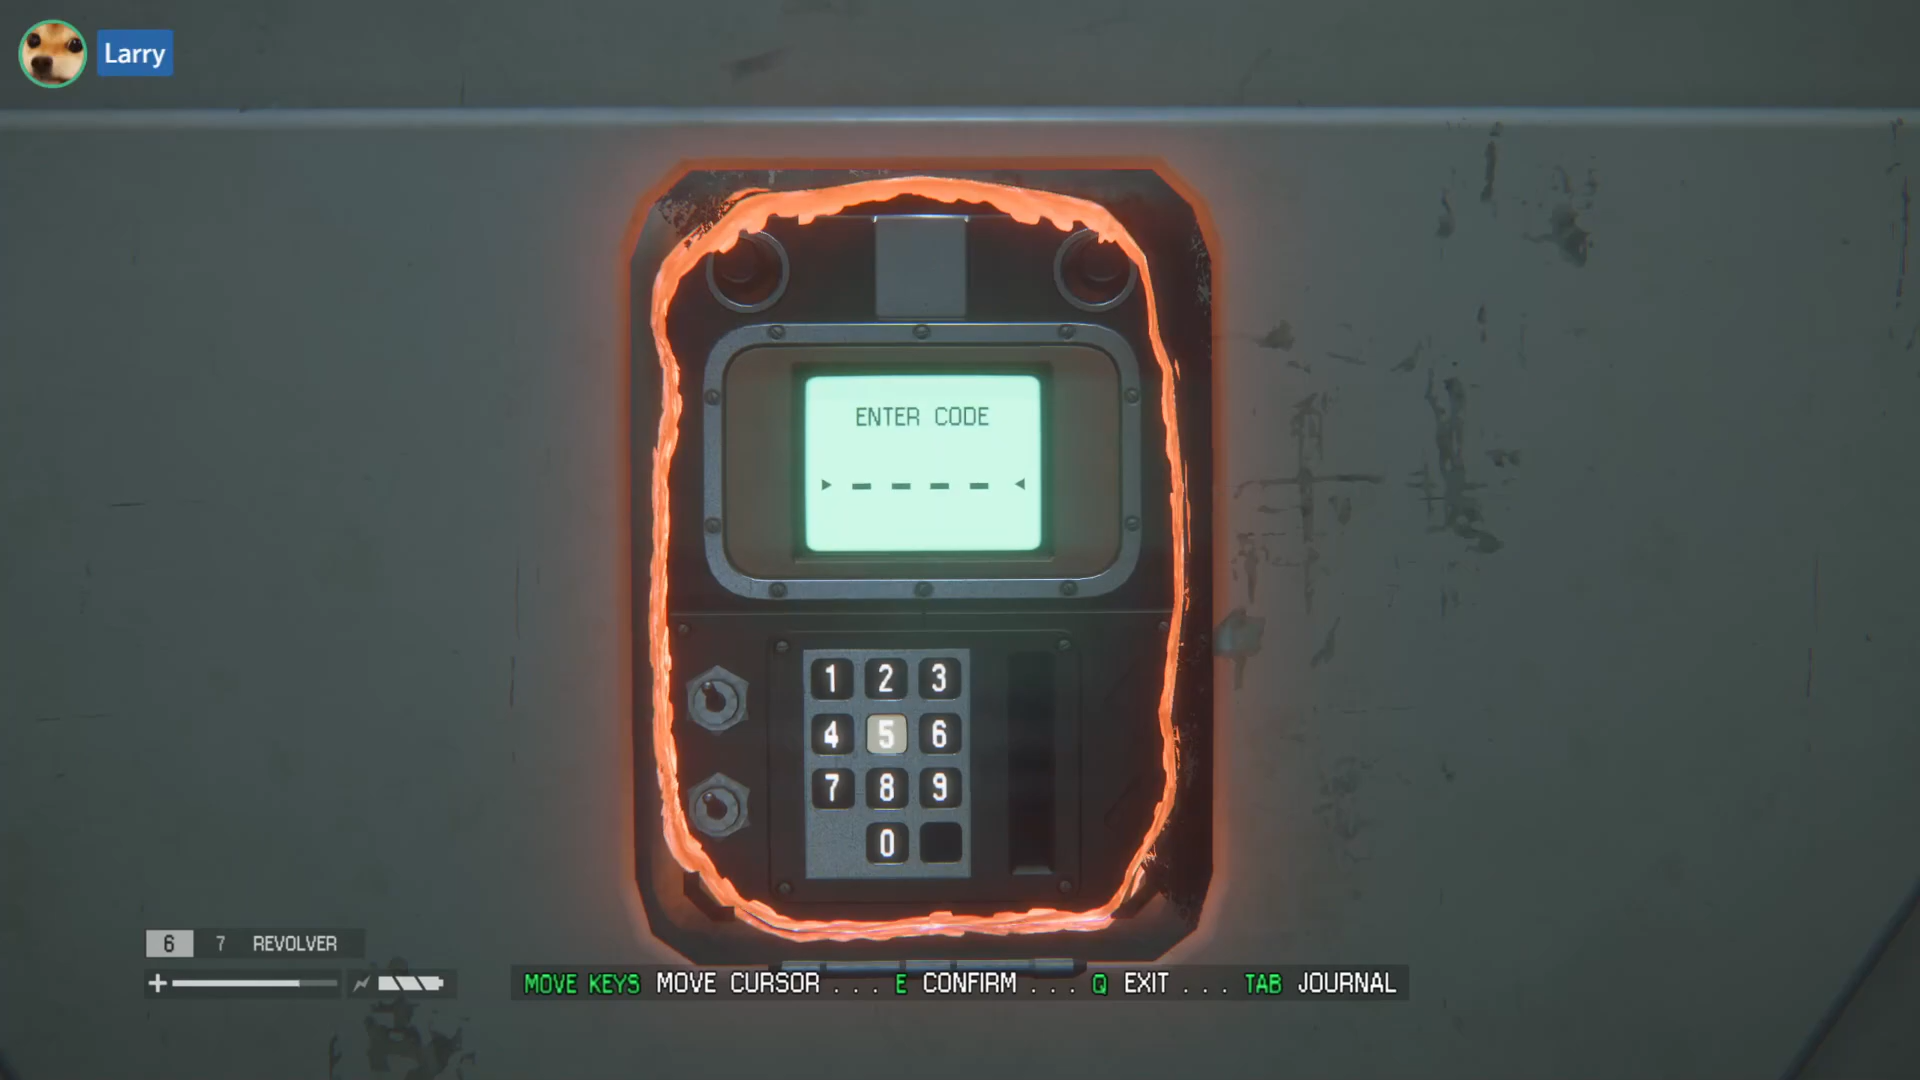 Larry
ENTER CODE
▶ _ _ _ _ ◀
1 2 3
4 5 6
7 8 9
0
6 7 REVOLVER
MOVE KEYS MOVE CURSOR . . . E CONFIRM . . . Q EXIT . . . TAB JOURNAL